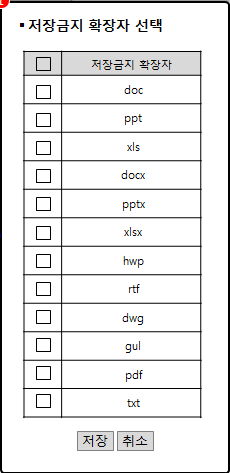 ▪ 저장금지 확장자 선택
저장금지 확장자
doc
ppt
xls
docx
pptx
xlsx
hwp
rtf
dwg
gul
pdf
txt
저장 취소